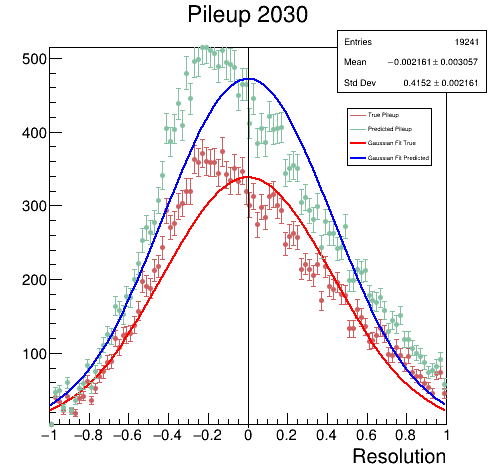 Pileup 2030
Entries 19241
Mean −0.002161 ± 0.003057
Std Dev 0.4152 ± 0.002161
True Pileup
Predicted Pileup
Gaussian Fit True
Gaussian Fit Predicted
500
400
300
200
100
−1 −0.8 −0.6 −0.4 −0.2 0 0.2 0.4 0.6 0.8 1
Resolution